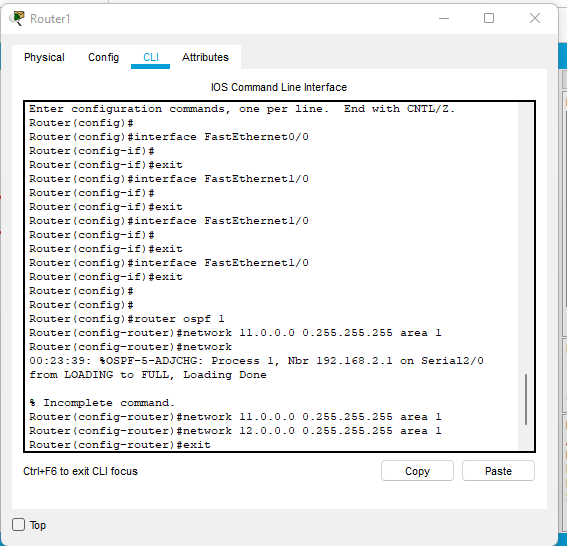 Router1
Physical Config CLI Attributes
IOS Command Line Interface
Enter configuration commands, one per line.  End with CNTL/Z.
Router(config)#
Router(config)#interface FastEthernet0/0
Router(config-if)#
Router(config-if)#exit
Router(config)#interface FastEthernet1/0
Router(config-if)#
Router(config-if)#exit
Router(config)#interface FastEthernet1/0
Router(config-if)#
Router(config-if)#exit
Router(config)#interface FastEthernet1/0
Router(config-if)#exit
Router(config)#
Router(config)#
Router(config)#router ospf 1
Router(config-router)#network 11.0.0.0 0.255.255.255 area 1
Router(config-router)#network
00:23:39: %OSPF-5-ADJCHG: Process 1, Nbr 192.168.2.1 on Serial2/0
from LOADING to FULL, Loading Done
% Incomplete command.
Router(config-router)#network 11.0.0.0 0.255.255.255 area 1
Router(config-router)#network 12.0.0.0 0.255.255.255 area 1
Router(config-router)#exit
Ctrl+F6 to exit CLI focus
Copy Paste
Top